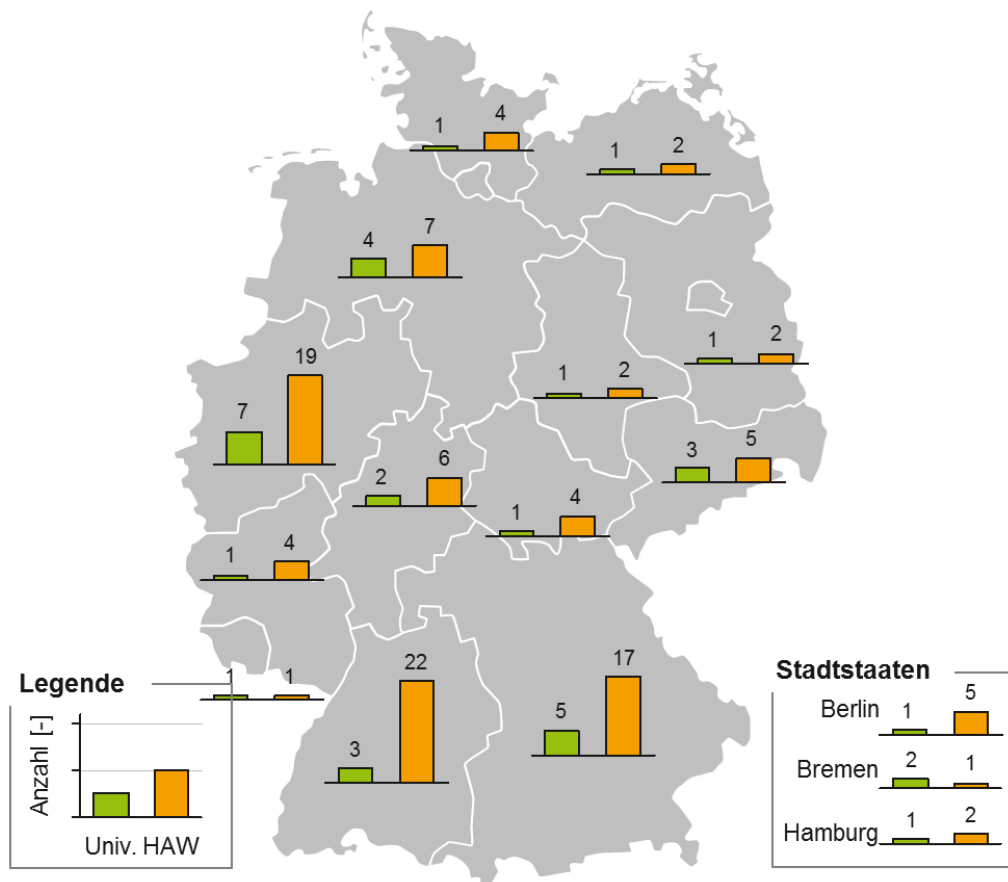 1 4
1 2
4 7
1 2
7 19
1 2
3 5
2 6
1 4
1 4
1 1
3 22
5 17
Legende
Anzahl [-]
Univ. HAW
Stadtstaaten
Berlin 1 5
Bremen 2 1
Hamburg 1 2